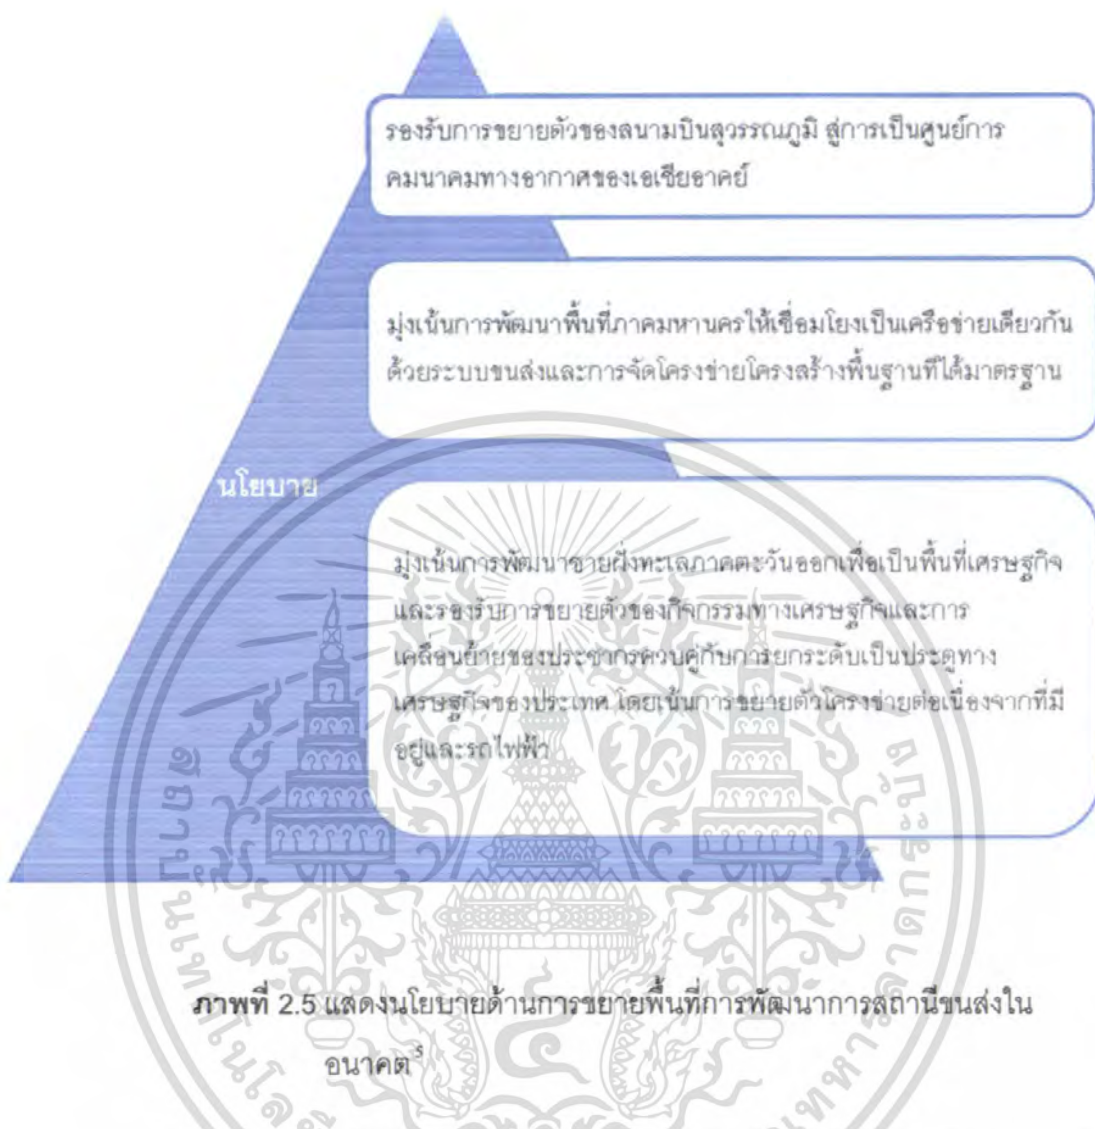 รองรับการขยายตัวของสนามบินสุวรรณภูมิ สู่การเป็นศูนย์การ
คมนาคมทางอากาศของเอเชียอาคย์
มุ่งเน้นการพัฒนาพื้นที่ภาคมหานครให้เชื่อมโยงเป็นเครือข่ายเดียวกัน
ด้วยระบบขนส่งและการจัดโครงข่ายโครงสร้างพื้นฐานที่ได้มาตรฐาน
นโยบาย
มุ่งเน้นการพัฒนาชายฝั่งทะเลภาคตะวันออกเพื่อเป็นพื้นที่เศรษฐกิจ
และรองรับการขยายตัวของกิจกรรมทางเศรษฐกิจและการ
เคลื่อนย้ายของประชากรควบคู่กับการยกระดับเป็นประตูทาง
เศรษฐกิจของประเทศ โดยเน้นการขยายตัวโครงข่ายต่อเนื่องจากที่มี
อยู่และรถไฟฟ้า
ภาพที่ 2.5 แสดงนโยบายด้านการขยายพื้นที่การพัฒนาการสถานีขนส่งใน
อนาคต⁵